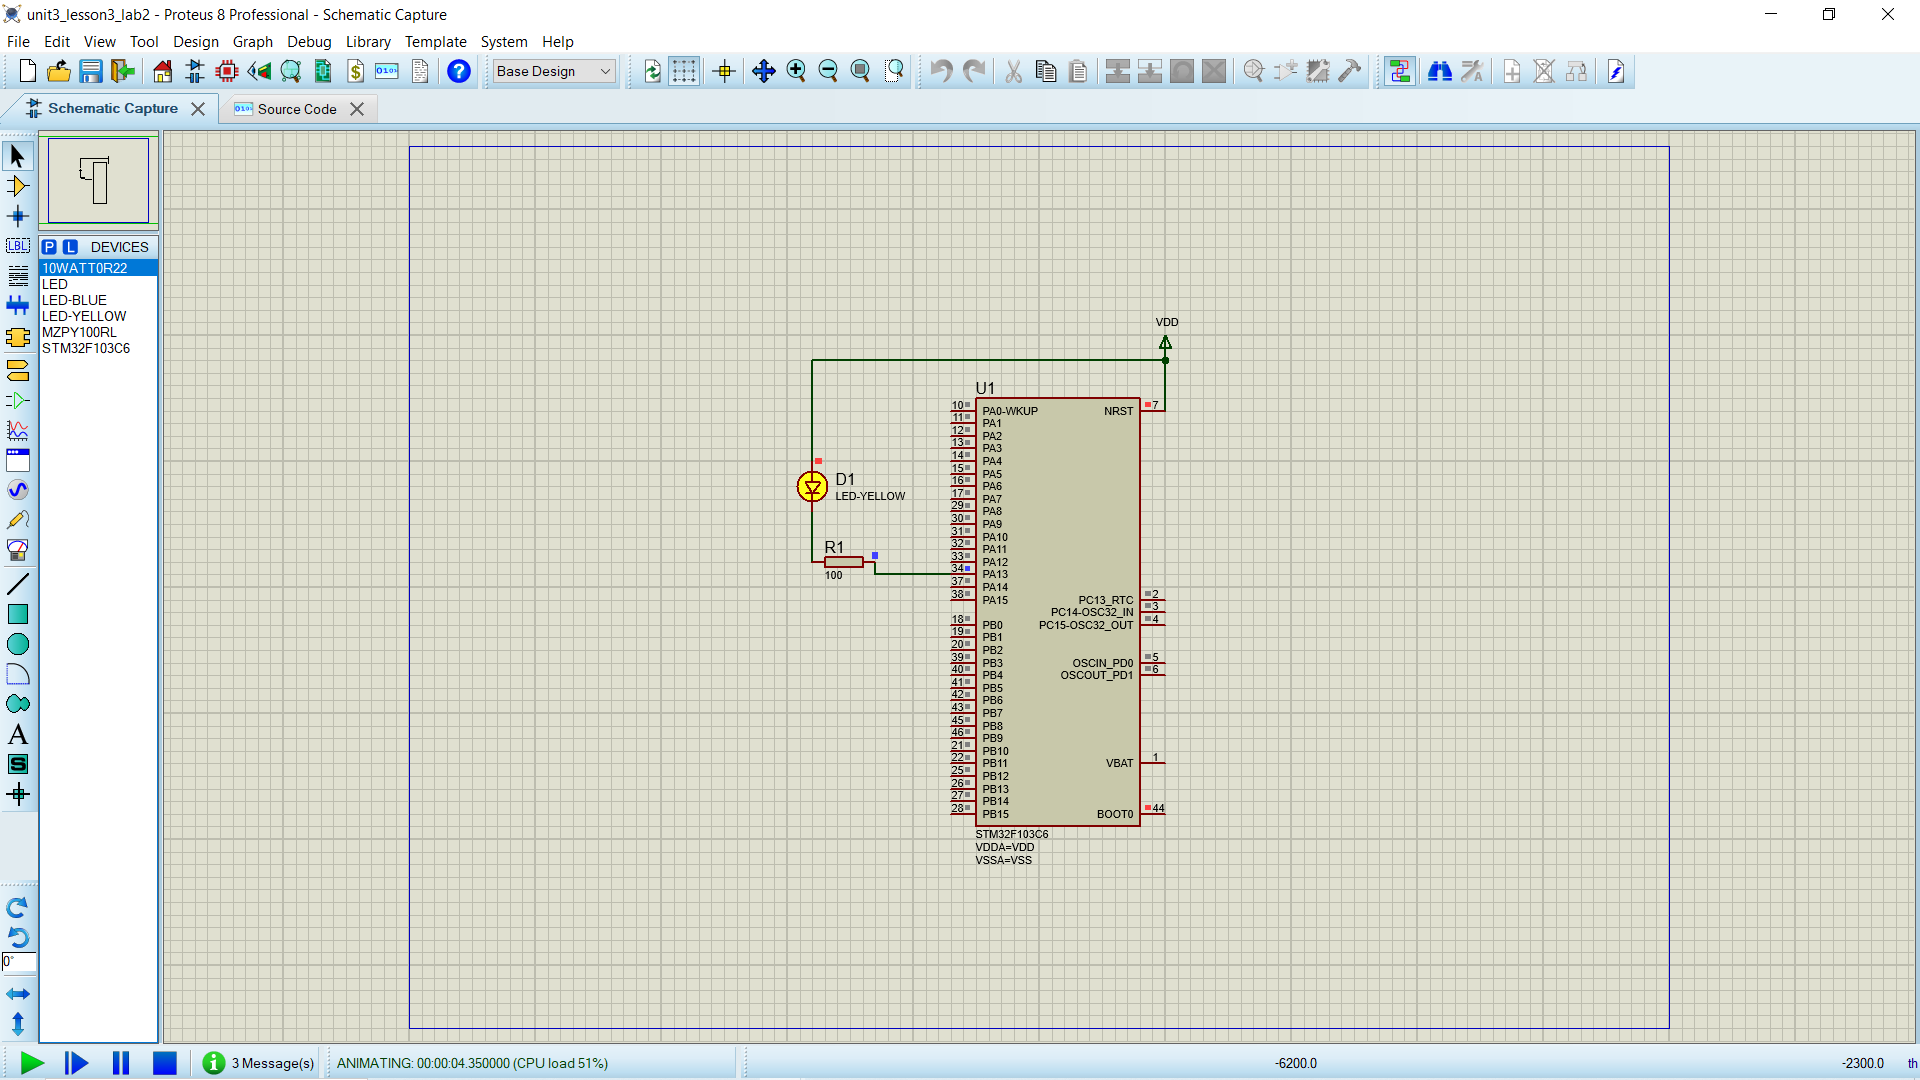 unit3_lesson3_lab2 - Proteus 8 Professional - Schematic Capture
File Edit View Tool Design Graph Debug Library Template System Help
Base Design
Schematic Capture
Source Code
P L DEVICES
10WATT0R22
LED
LED-BLUE
LED-YELLOW
MZPY100RL
STM32F103C6
LBL
A
S
0°
VDD
U1
10 PA0-WKUP NRST 7
11 PA1
12 PA2
13 PA3
14 PA4
15 PA5
16 PA6
17 PA7
29 PA8
30 PA9
31 PA10
32 PA11
33 PA12
34 PA13
37 PA14
38 PA15 PC13_RTC 2
PC14-OSC32_IN 3
18 PB0 PC15-OSC32_OUT 4
19 PB1
20 PB2
39 PB3 OSCIN_PD0 5
40 PB4 OSCOUT_PD1 6
41 PB5
42 PB6
43 PB7
45 PB8
46 PB9
21 PB10
22 PB11 VBAT 1
25 PB12
26 PB13
27 PB14
28 PB15 BOOT0 44
STM32F103C6
VDDA=VDD
VSSA=VSS
D1
LED-YELLOW
R1
100
3 Message(s) ANIMATING: 00:00:04.350000 (CPU load 51%) -6200.0 -2300.0 th